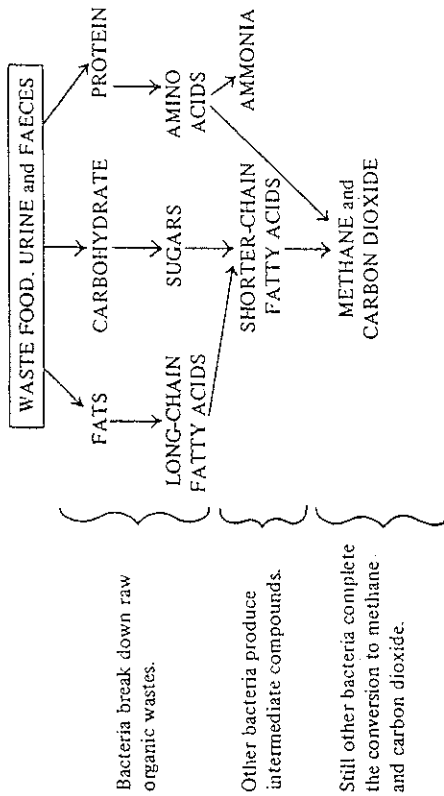 WASTE FOOD, URINE and FAECES
FATS
CARBOHYDRATE
PROTEIN
LONG-CHAIN
FATTY ACIDS
SUGARS
AMINO
ACIDS
SHORTER-CHAIN
FATTY ACIDS
AMMONIA
METHANE and
CARBON DIOXIDE
Bacteria break down raw
organic wastes.
Other bacteria produce
intermediate compounds.
Still other bacteria complete
the conversion to methane
and carbon dioxide.